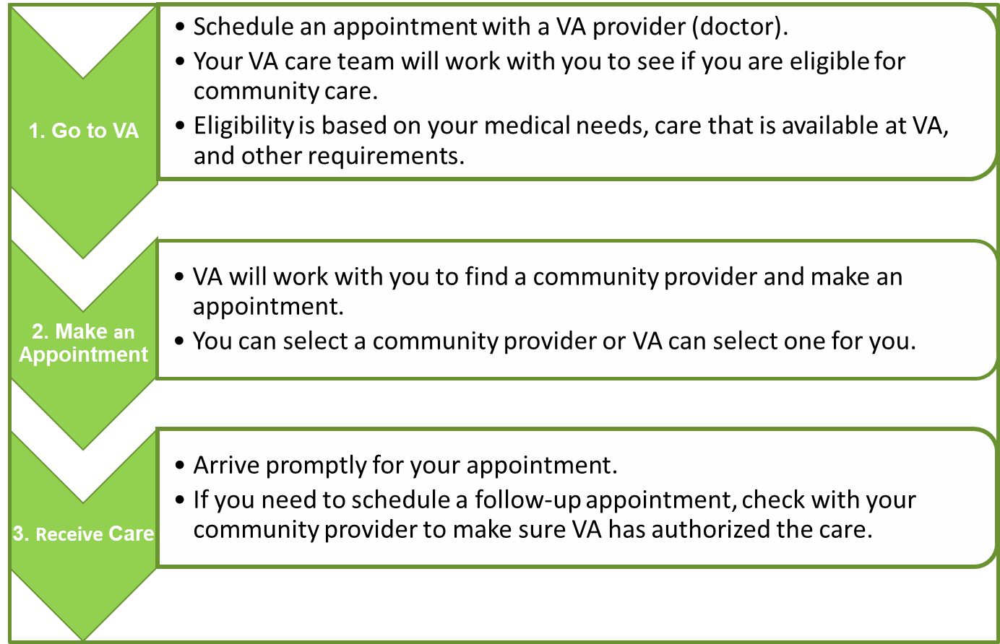 1. Go to VA
• Schedule an appointment with a VA provider (doctor).
• Your VA care team will work with you to see if you are eligible for
community care.
• Eligibility is based on your medical needs, care that is available at VA,
and other requirements.
2. Make an
Appointment
• VA will work with you to find a community provider and make an
appointment.
• You can select a community provider or VA can select one for you.
3. Receive Care
• Arrive promptly for your appointment.
• If you need to schedule a follow-up appointment, check with your
community provider to make sure VA has authorized the care.